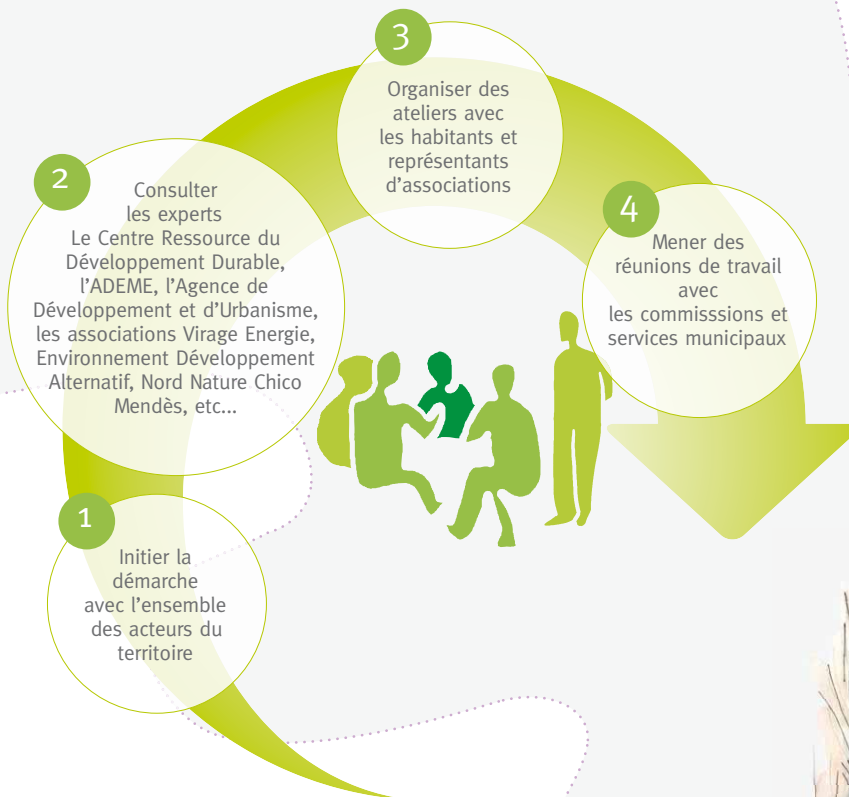 1
Initier la
démarche
avec l’ensemble
des acteurs du
territoire
2
Consulter
les experts
Le Centre Ressource du
Développement Durable,
l’ADEME, l’Agence de
Développement et d’Urbanisme,
les associations Virage Energie,
Environnement Développement
Alternatif, Nord Nature Chico
Mendès, etc...
3
Organiser des
ateliers avec
les habitants et
représentants
d’associations
4
Mener des
réunions de travail
avec
les commisssions et
services municipaux